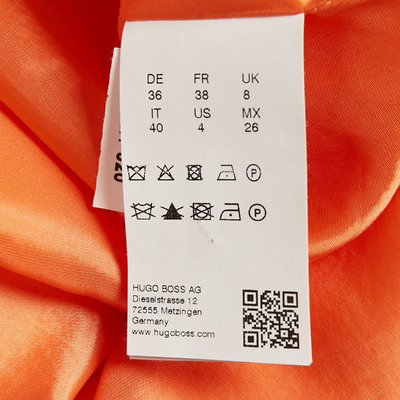 DE FR UK
36 38 8
IT US MX
40 4 26
P
P
HUGO BOSS AG
Dieselstrasse 12
72555 Metzingen
Germany
www.hugoboss.com